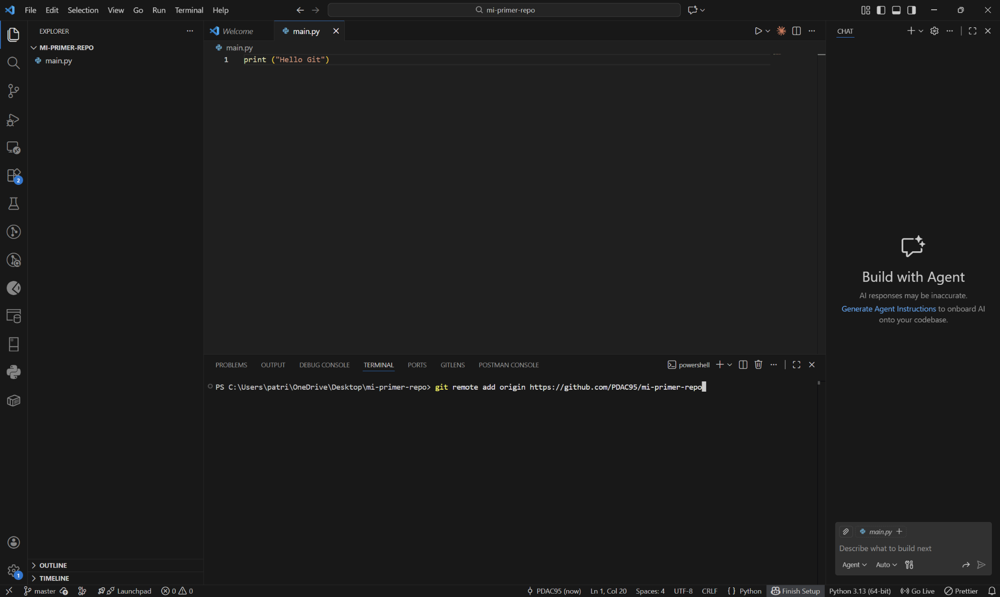 File Edit Selection View Go Run Terminal Help
mi-primer-repo
EXPLORER
MI-PRIMER-REPO
main.py
2
1
OUTLINE
TIMELINE
Welcome
main.py
main.py
1 print ("Hello Git")
PROBLEMS OUTPUT DEBUG CONSOLE TERMINAL PORTS GITLENS POSTMAN CONSOLE
powershell
PS C:\Users\patri\OneDrive\Desktop\mi-primer-repo> git remote add origin https://github.com/PDAC95/mi-primer-repo
CHAT
Build with Agent
AI responses may be inaccurate.
Generate Agent Instructions to onboard AI
onto your codebase.
main.py
Describe what to build next
Agent Auto
master Launchpad 0 0 PDAC95 (now) Ln 1, Col 20 Spaces: 4 UTF-8 CRLF { } Python Finish Setup Python 3.13 (64-bit) Go Live Prettier